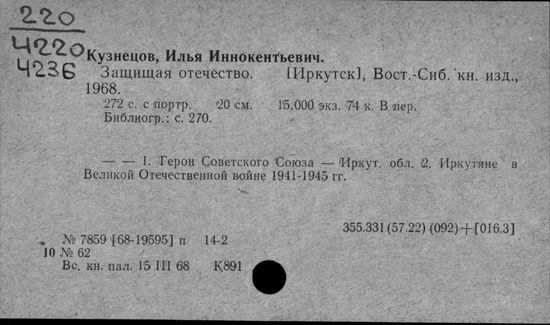 220
4220
4236
Кузнецов, Илья Иннокентьевич.
Защищая отечество. [Иркутск], Вост.-Сиб. кн. изд.,
1968.
272 с. с портр. 20 см. 15.000 экз. 74 к. В пер.
Библиогр.: с. 270.
— — 1. Герои Советского Союза — Иркут. обл. 2. Иркутяне в
Великой Отечественной войне 1941-1945 гг.
355.331 (57.22) (092)+[016.3]
№ 7859 [68-19595] п 14-2
10 № 62
Вс. кн. пал. 15 III 68 К891